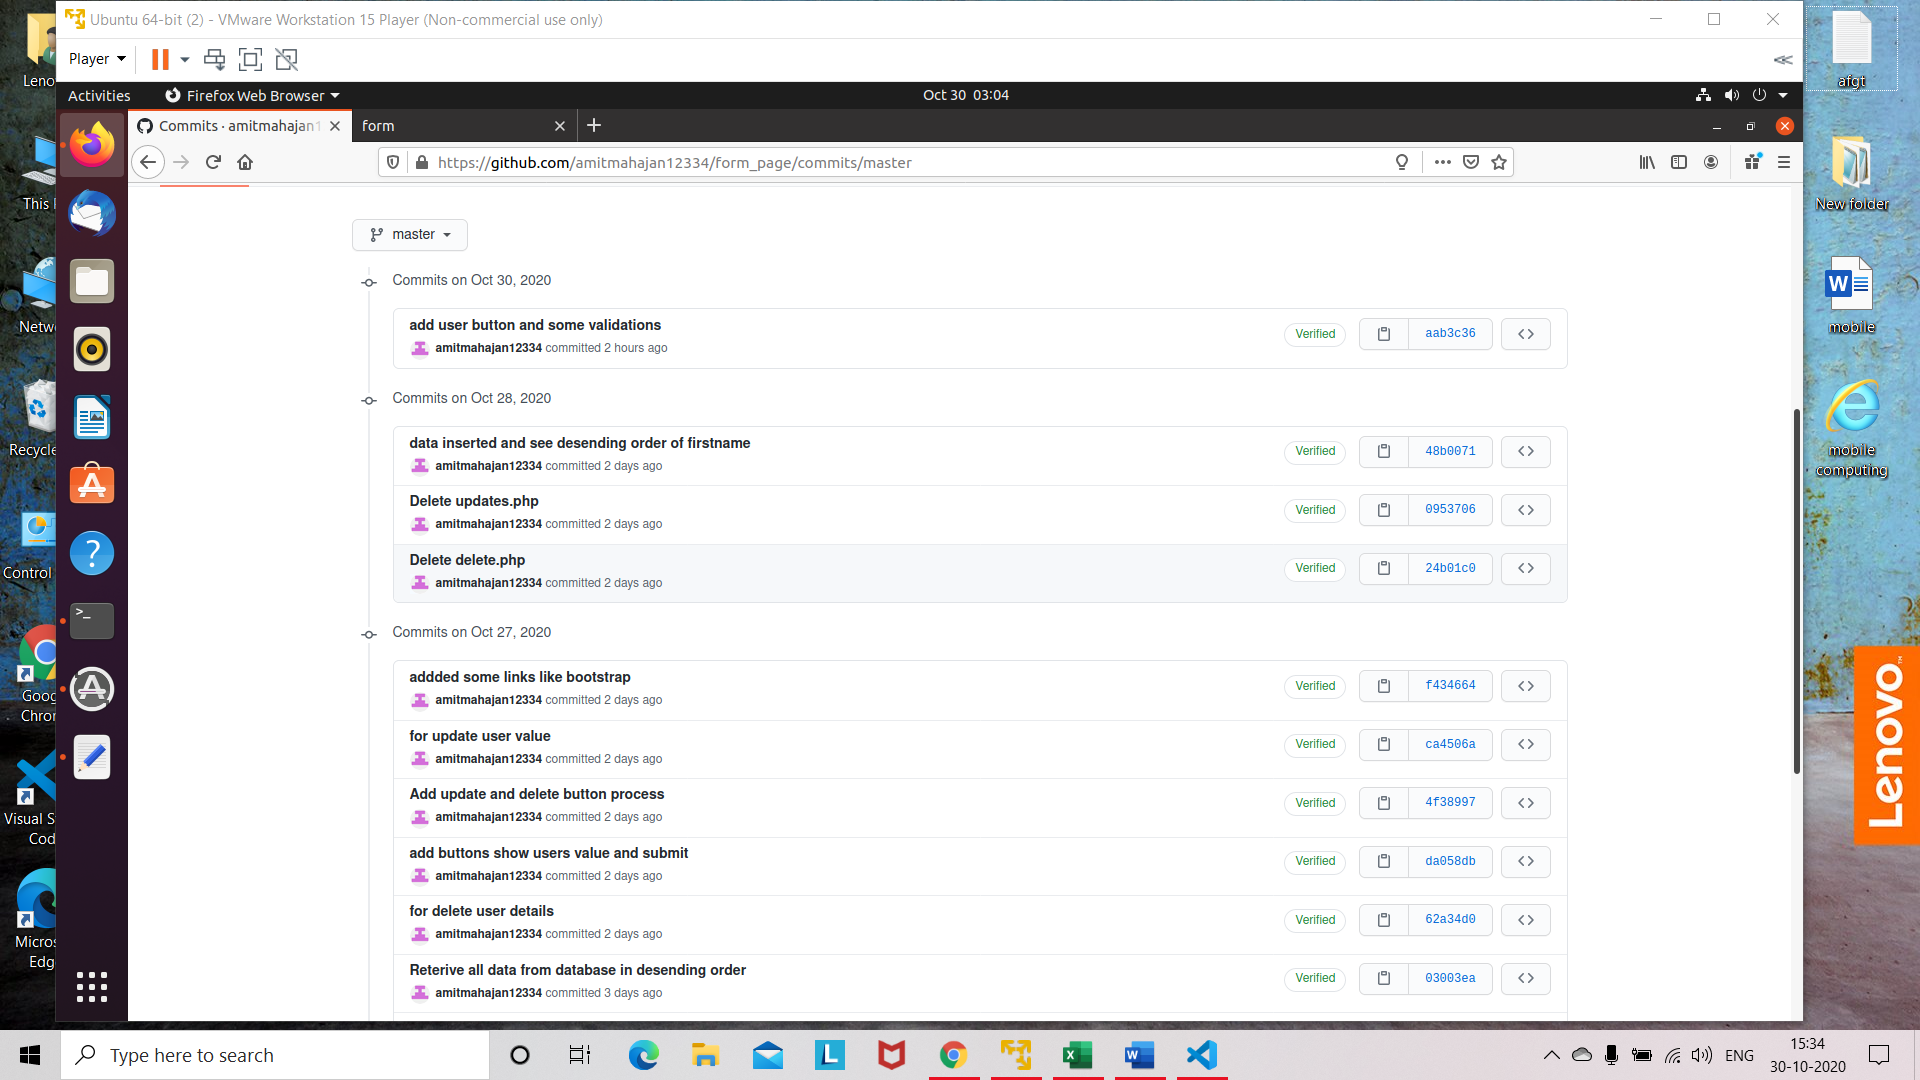 Ubuntu 64-bit (2) - VMware Workstation 15 Player (Non-commercial use only)
Player
Activities
Firefox Web Browser
Oct 30 03:04
Commits · amitmahajan1
form
https://github.com/amitmahajan12334/form_page/commits/master
master
Commits on Oct 30, 2020
add user button and some validations
amitmahajan12334 committed 2 hours ago
Verified
aab3c36
Commits on Oct 28, 2020
data inserted and see desending order of firstname
amitmahajan12334 committed 2 days ago
Verified
48b0071
Delete updates.php
amitmahajan12334 committed 2 days ago
Verified
0953706
Delete delete.php
amitmahajan12334 committed 2 days ago
Verified
24b01c0
Commits on Oct 27, 2020
addded some links like bootstrap
amitmahajan12334 committed 2 days ago
Verified
f434664
for update user value
amitmahajan12334 committed 2 days ago
Verified
ca4506a
Add update and delete button process
amitmahajan12334 committed 2 days ago
Verified
4f38997
add buttons show users value and submit
amitmahajan12334 committed 2 days ago
Verified
da058db
for delete user details
amitmahajan12334 committed 2 days ago
Verified
62a34d0
Reterive all data from database in desending order
amitmahajan12334 committed 3 days ago
Verified
03003ea
Leno
This
Netw
Recycle
Control
Goog
Chron
Visual S
Cod
Micros
Edg
afgt
New folder
mobile
mobile
computing
Lenovo
Type here to search
ENG
15:34
30-10-2020